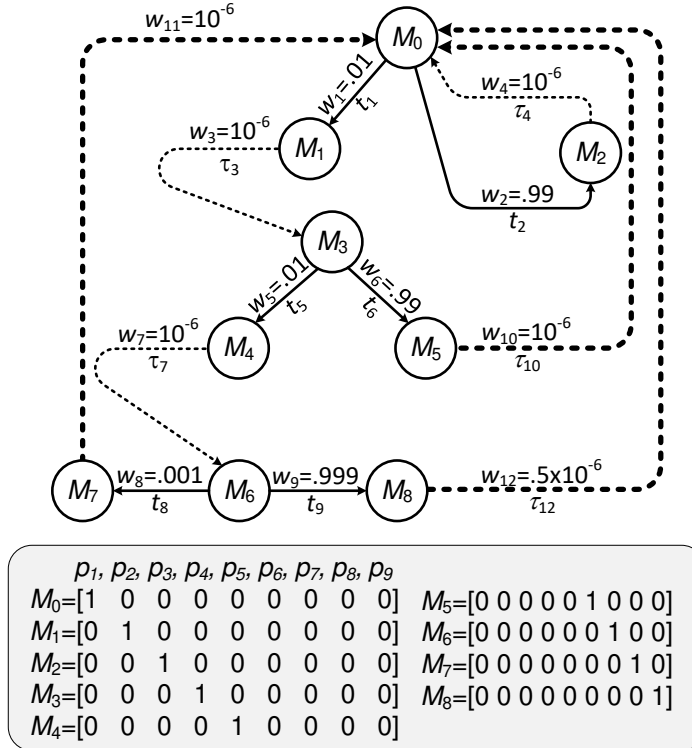 w11=10-6
M0
w1=.01
t1
w4=10-6
τ4
w3=10-6
τ3
M1
M2
w2=.99
t2
M3
w5=.01
t5
w6=.99
t6
w7=10-6
τ7
M4
M5
w10=10-6
τ10
M7
w8=.001
t8
M6
w9=.999
t9
M8
w12=.5x10-6
τ12
p1, p2, p3, p4, p5, p6, p7, p8, p9
M0=[1 0 0 0 0 0 0 0 0]
M1=[0 1 0 0 0 0 0 0 0]
M2=[0 0 1 0 0 0 0 0 0]
M3=[0 0 0 1 0 0 0 0 0]
M4=[0 0 0 0 1 0 0 0 0]
M5=[0 0 0 0 0 1 0 0 0]
M6=[0 0 0 0 0 0 1 0 0]
M7=[0 0 0 0 0 0 0 1 0]
M8=[0 0 0 0 0 0 0 0 1]